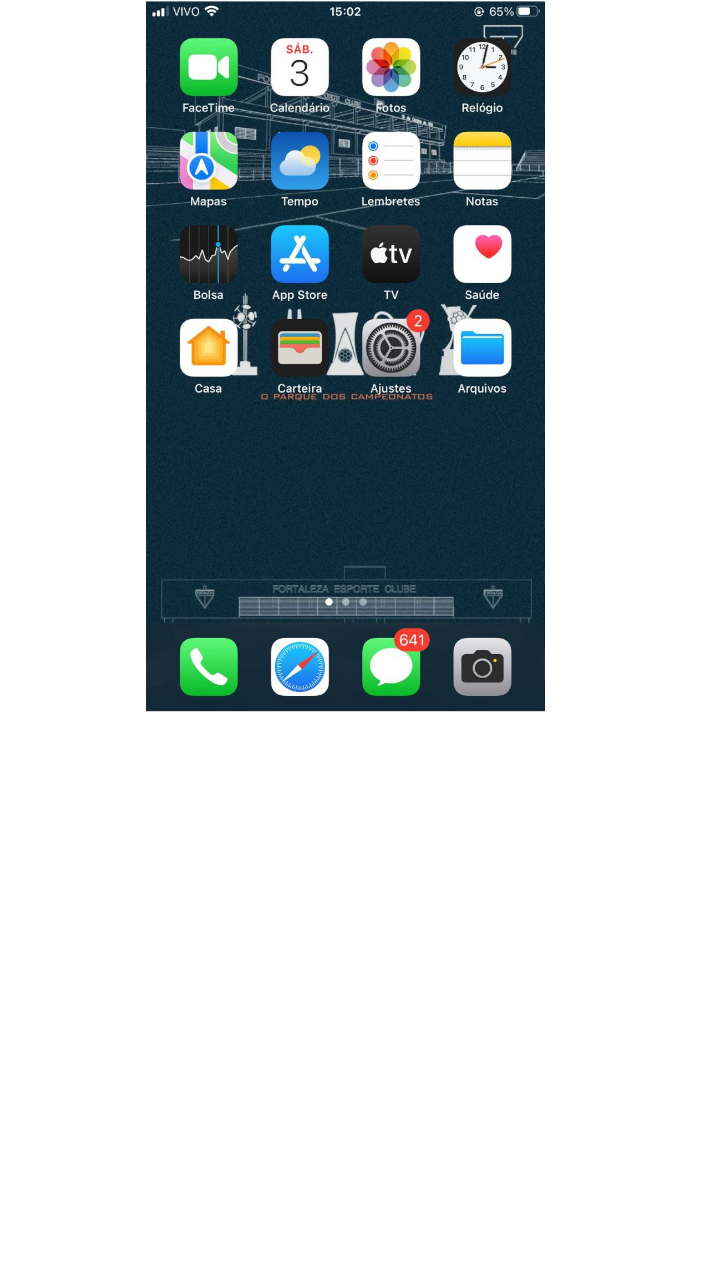 VIVO 15:02 65%
SÁB.
3
FaceTime Calendário Fotos Relógio
Mapas Tempo Lembretes Notas
tv
Bolsa App Store TV Saúde
2
Casa Carteira Ajustes Arquivos
O PARQUE DOS CAMPEONATOS
FORTALEZA ESPORTE CLUBE
641